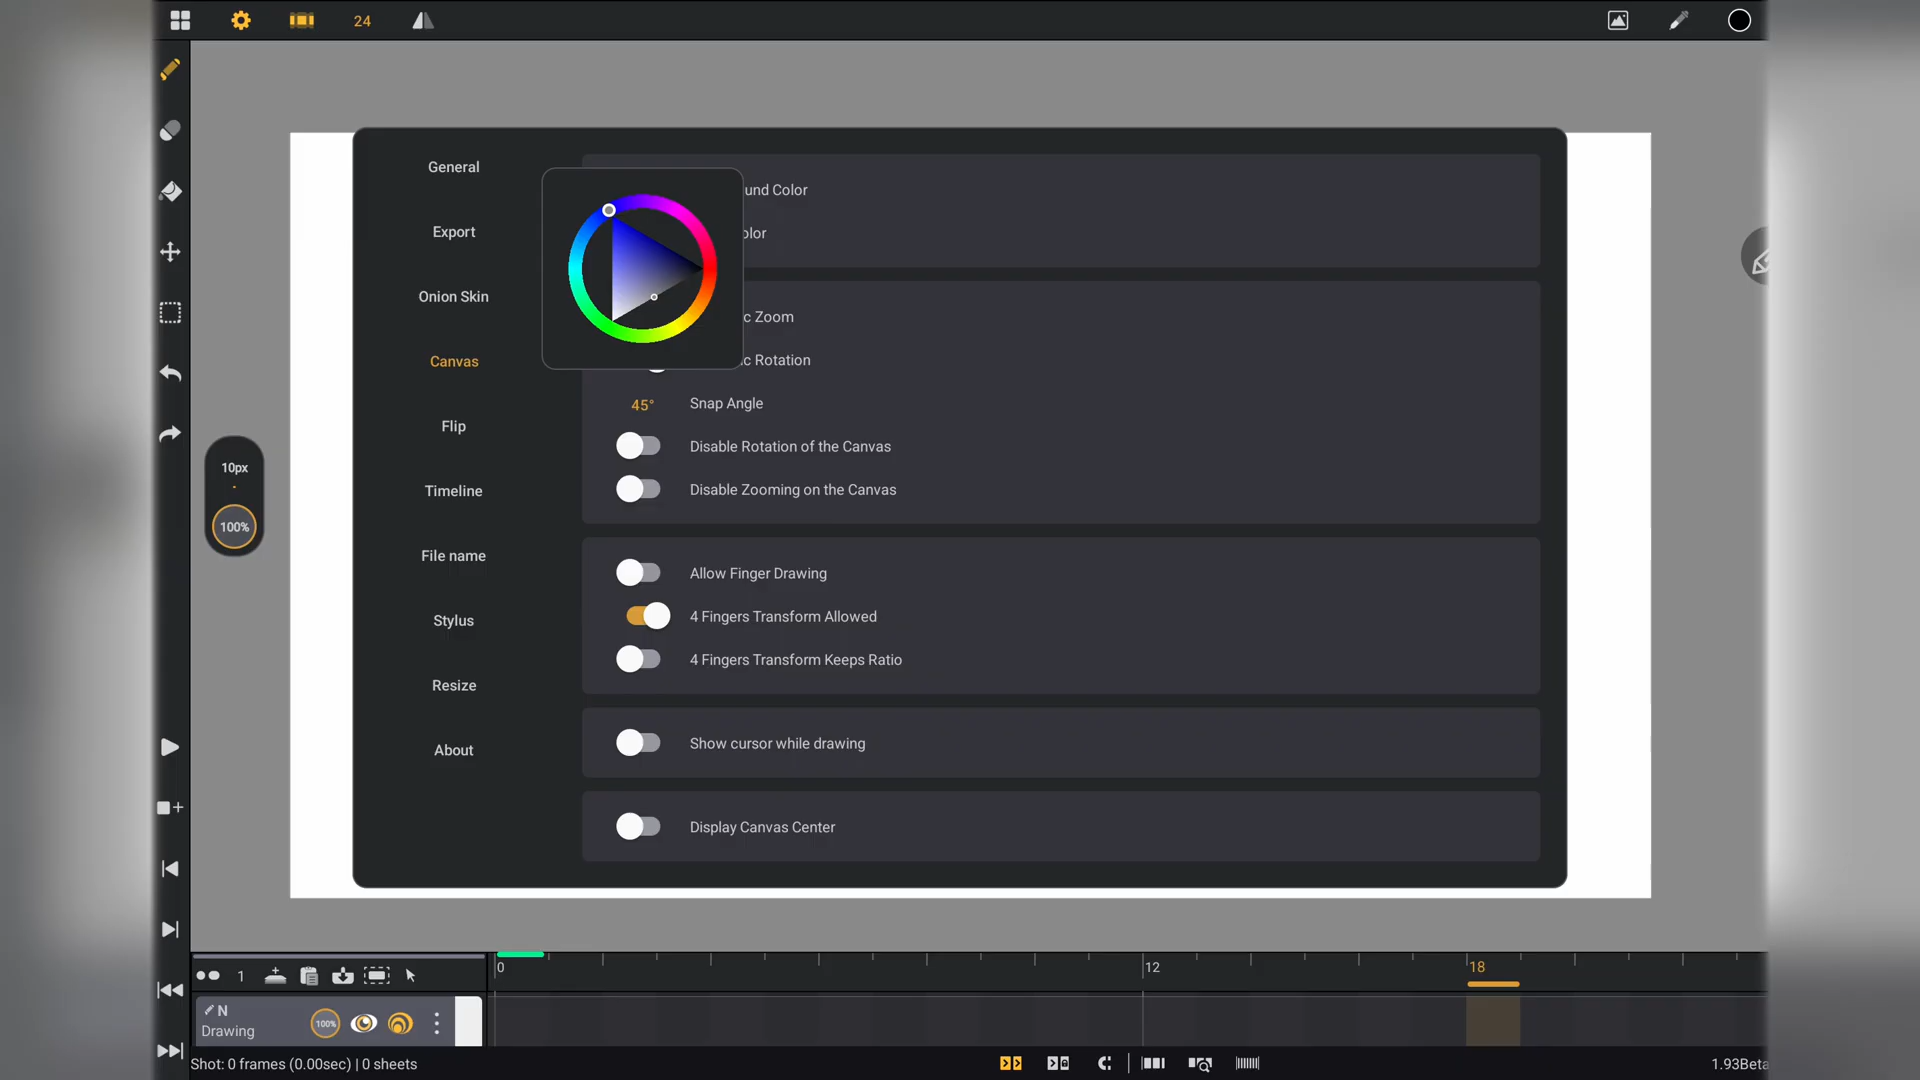 24
General
Export
Onion Skin
Canvas
Flip
Timeline
File name
Stylus
Resize
About
und Color
olor
c Zoom
ic Rotation
45° Snap Angle
Disable Rotation of the Canvas
Disable Zooming on the Canvas
Allow Finger Drawing
4 Fingers Transform Allowed
4 Fingers Transform Keeps Ratio
Show cursor while drawing
Display Canvas Center
10px
100%
1
0 12 18
N
Drawing
100%
Shot: 0 frames (0.00sec) | 0 sheets
1.93Beta